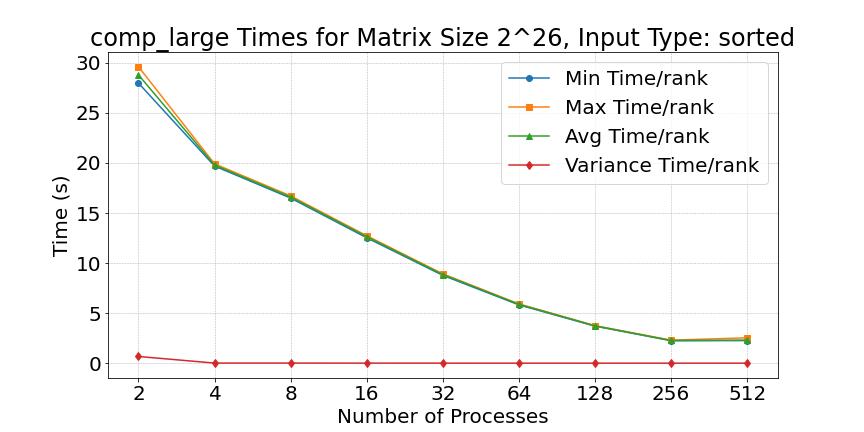 comp_large Times for Matrix Size 2^26, Input Type: sorted
Time (s)
30
25
20
15
10
5
0
Min Time/rank
Max Time/rank
Avg Time/rank
Variance Time/rank
2 4 8 16 32 64 128 256 512
Number of Processes